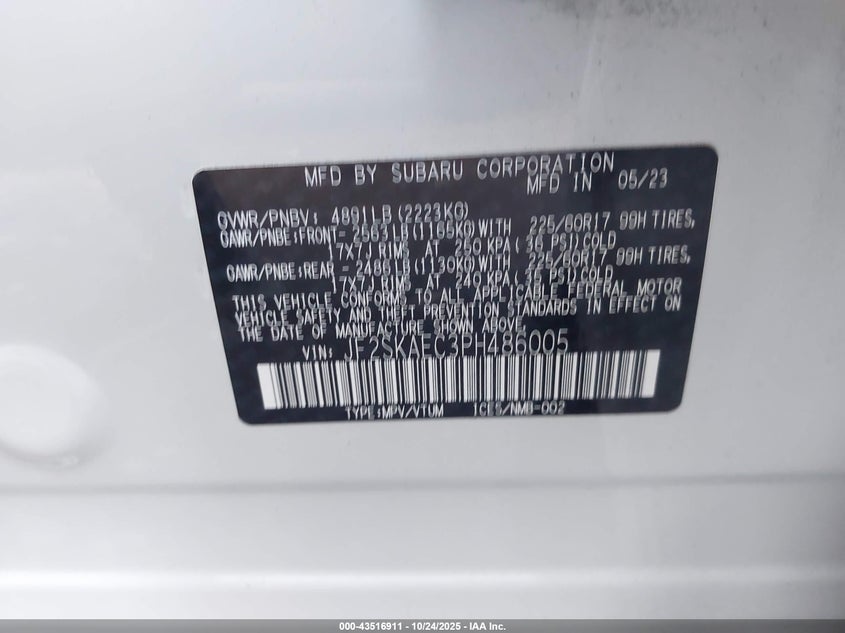 MFD BY SUBARU CORPORATION
MFD IN 05/23
GVWR/PNBV: 4891LB(2223KG)
GAWR/PNBE:FRONT= 2563LB(1165KG)WITH 225/60R17 99H TIRES,
17X7J RIMS AT 250 KPA( 36 PSI)COLD
GAWR/PNBE:REAR = 2486LB(1130KG)WITH 225/60R17 99H TIRES,
17X7J RIMS AT 240 KPA( PSI)COLD
THIS VEHICLE CONFORMS TO ALL APPLICABLE FEDERAL MOTOR
VEHICLE SAFETY AND THEFT PREVENTION STANDARDS IN EFFECT ON
THE DATE OF MANUFACTURE SHOWN ABOVE.
VIN: JF2SKAEC3PH486005
TYPE:MPV/VTUM ICES/NMB-002
000-43516911 - 10/24/2025 - IAA Inc.